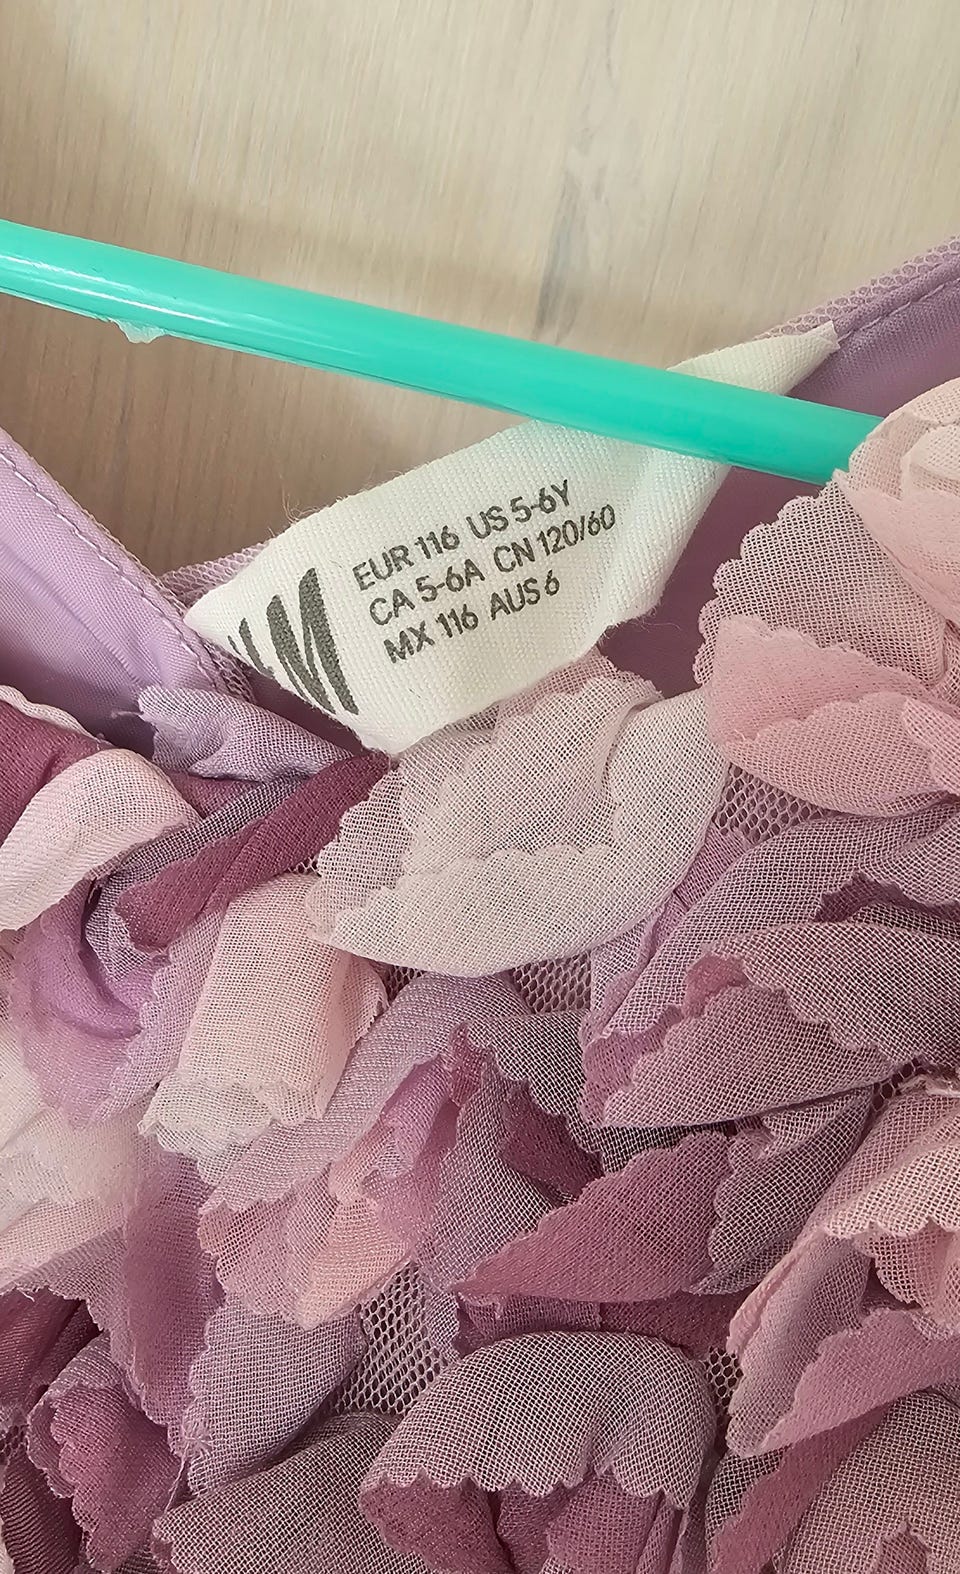 EUR 116 US 5-6Y
CA 5-6A CN 120/60
MX 116 AUS 6